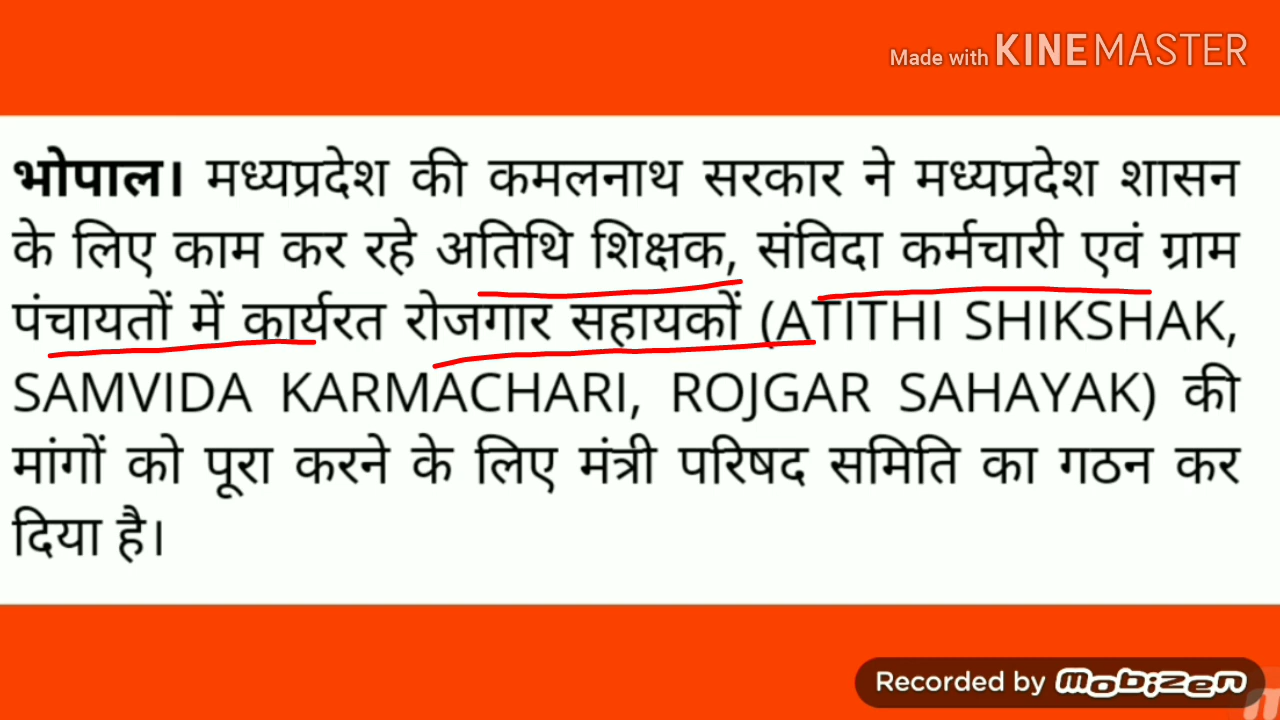 Made with KINEMASTER
भोपाल। मध्यप्रदेश की कमलनाथ सरकार ने मध्यप्रदेश शासन
के लिए काम कर रहे अतिथि शिक्षक, संविदा कर्मचारी एवं ग्राम
पंचायतों में कार्यरत रोजगार सहायकों (ATITHI SHIKSHAK,
SAMVIDA KARMACHARI, ROJGAR SAHAYAK) की
मांगों को पूरा करने के लिए मंत्री परिषद समिति का गठन कर
दिया है।
Recorded by MOBIZEN